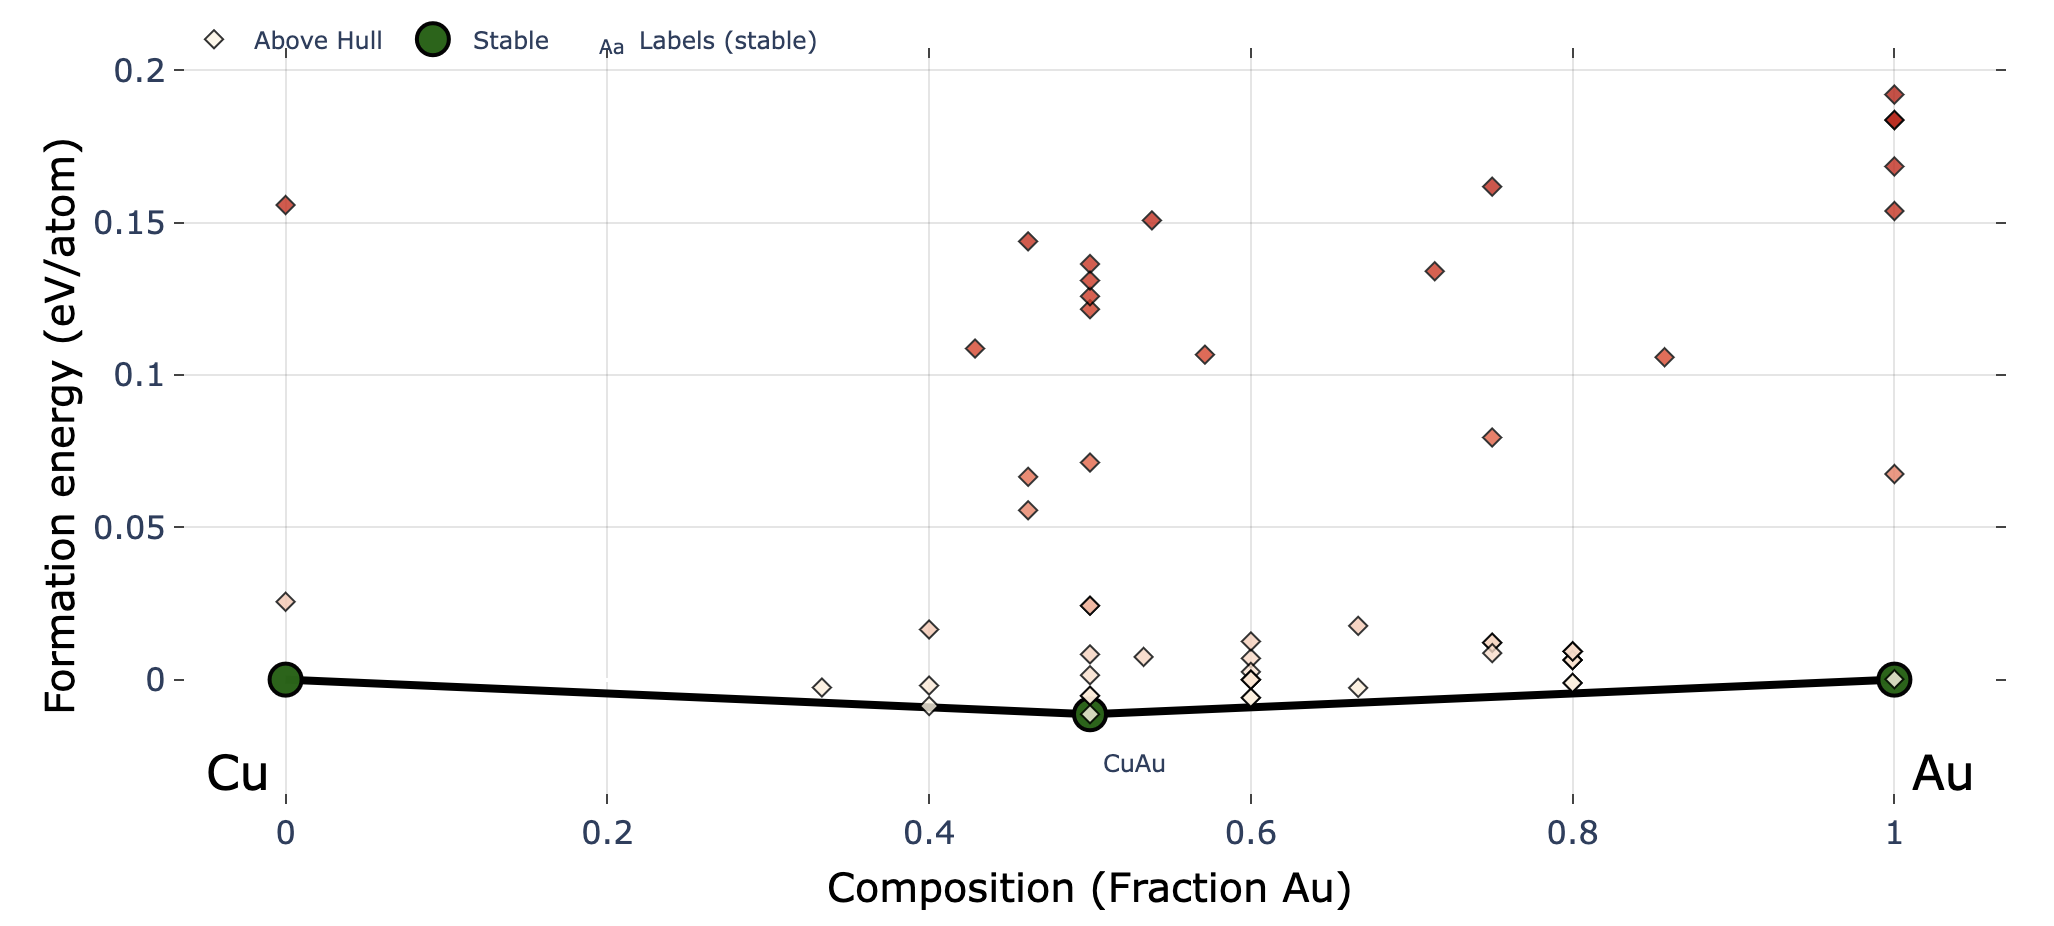 Above Hull Stable Aa Labels (stable)
0.2
0.15
0.1
0.05
0
Formation energy (eV/atom)
Cu
CuAu
Au
0 0.2 0.4 0.6 0.8 1
Composition (Fraction Au)